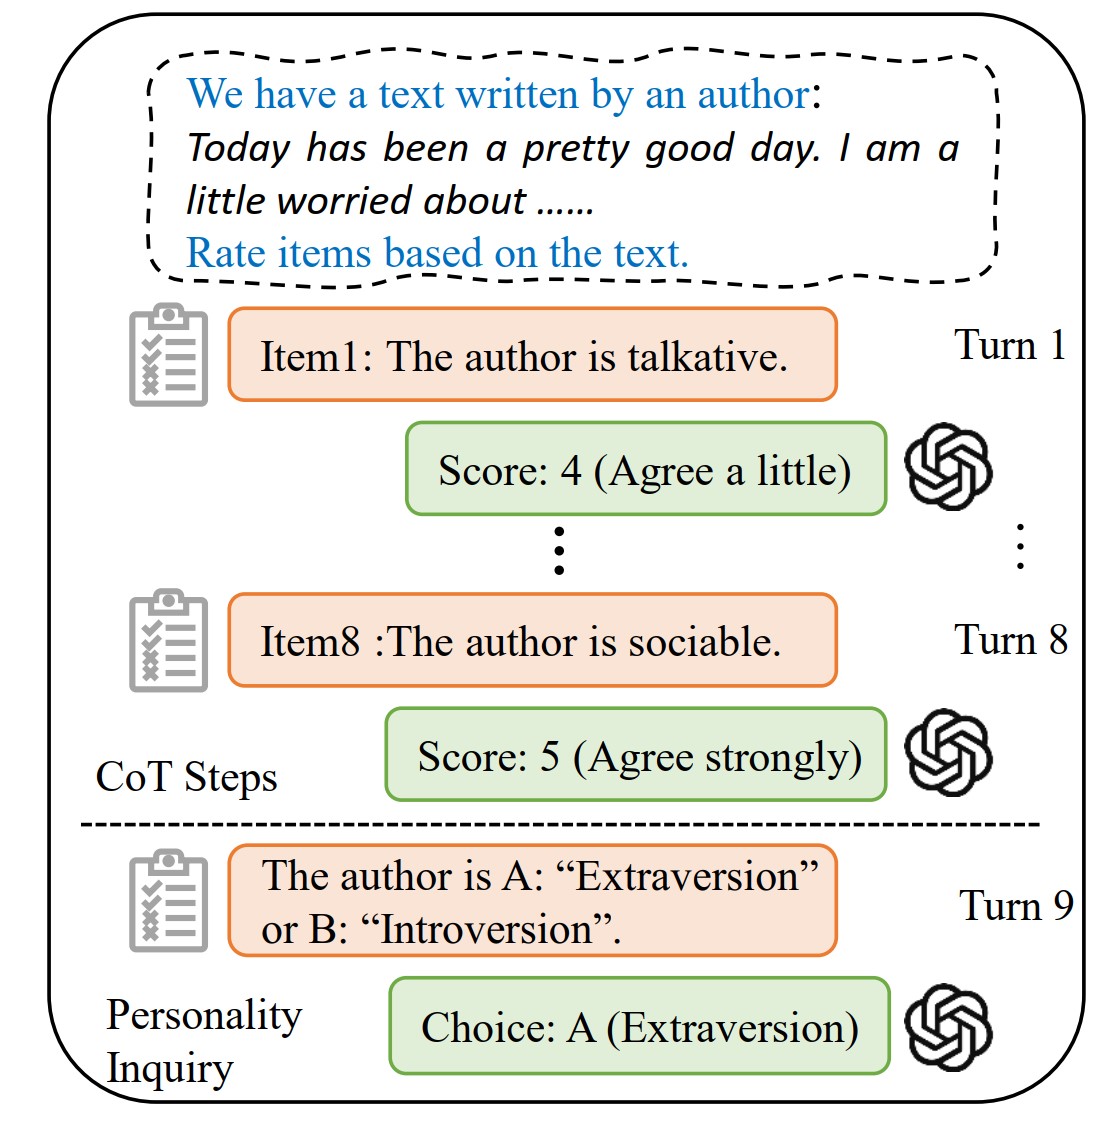 We have a text written by an author:
Today has been a pretty good day. I am a
little worried about ......
Rate items based on the text.
Item1: The author is talkative.
Turn 1
Score: 4 (Agree a little)
Item8 :The author is sociable.
Turn 8
Score: 5 (Agree strongly)
CoT Steps
The author is A: “Extraversion”
or B: “Introversion”.
Turn 9
Choice: A (Extraversion)
Personality
Inquiry